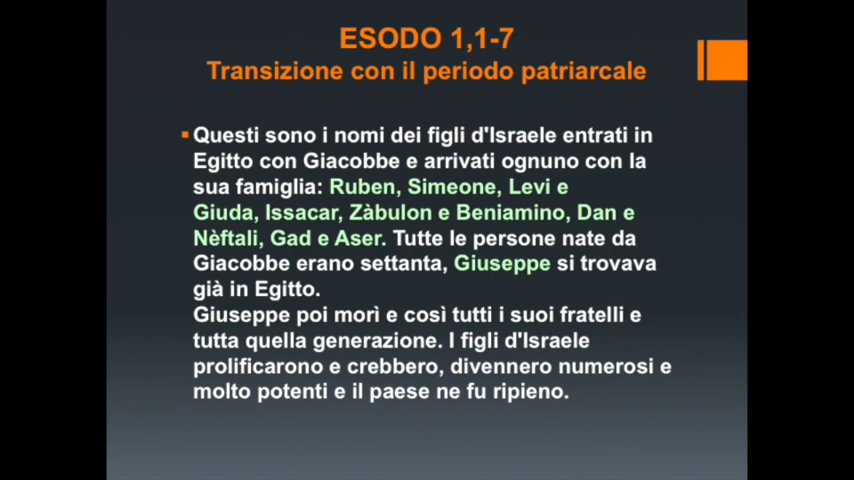 ESODO 1,1-7
Transizione con il periodo patriarcale
Questi sono i nomi dei figli d'Israele entrati in
Egitto con Giacobbe e arrivati ognuno con la
sua famiglia: Ruben, Simeone, Levi e
Giuda, Issacar, Zàbulon e Beniamino, Dan e
Nèftali, Gad e Aser. Tutte le persone nate da
Giacobbe erano settanta, Giuseppe si trovava
già in Egitto.
Giuseppe poi morì e così tutti i suoi fratelli e
tutta quella generazione. I figli d'Israele
prolificarono e crebbero, divennero numerosi e
molto potenti e il paese ne fu ripieno.